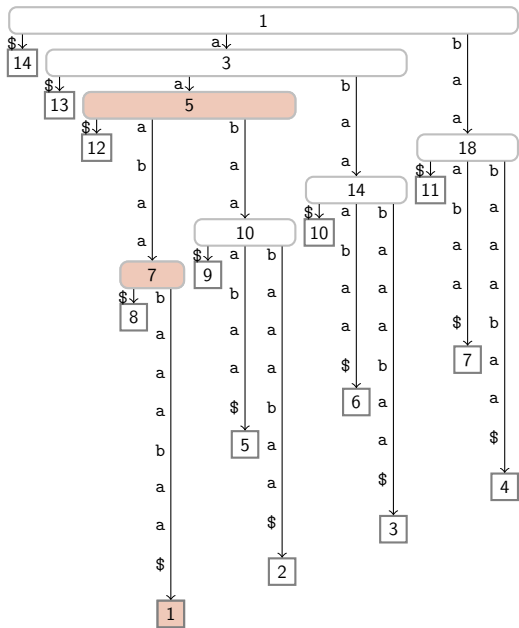 1
$ a b
14 3
$ a b a
13 5
$ a b a a
12 18
b a a $ a b
7 14 11
a a $ a b b a
10 10
a a b a a a
$ a b
9
$ b b a a a a a
8
a a a a a $ b
7
a a a $ b a
6
a $ b a a
5
b a a $
a a $ 4
a $ 3
$ 2
1